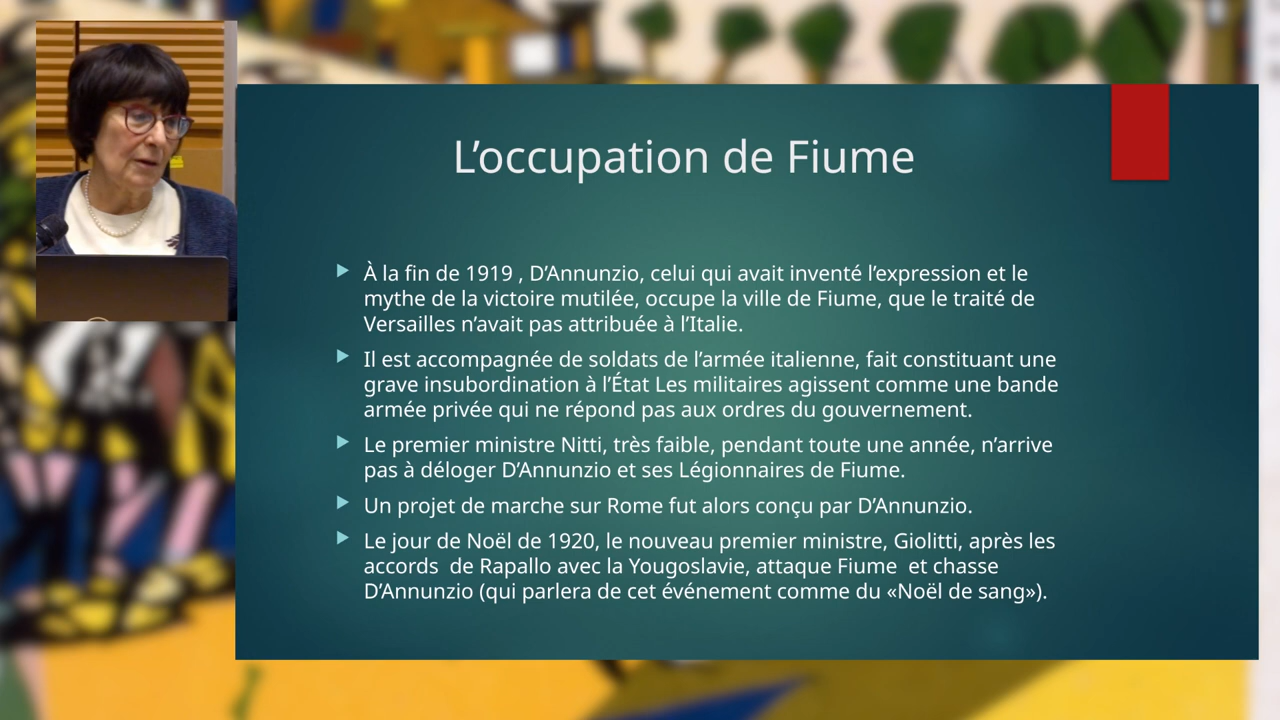 L’occupation de Fiume
À la fin de 1919 , D’Annunzio, celui qui avait inventé l’expression et le
mythe de la victoire mutilée, occupe la ville de Fiume, que le traité de
Versailles n’avait pas attribuée à l’Italie.
Il est accompagnée de soldats de l’armée italienne, fait constituant une
grave insubordination à l’État Les militaires agissent comme une bande
armée privée qui ne répond pas aux ordres du gouvernement.
Le premier ministre Nitti, très faible, pendant toute une année, n’arrive
pas à déloger D’Annunzio et ses Légionnaires de Fiume.
Un projet de marche sur Rome fut alors conçu par D’Annunzio.
Le jour de Noël de 1920, le nouveau premier ministre, Giolitti, après les
accords  de Rapallo avec la Yougoslavie, attaque Fiume  et chasse
D’Annunzio (qui parlera de cet événement comme du «Noël de sang»).